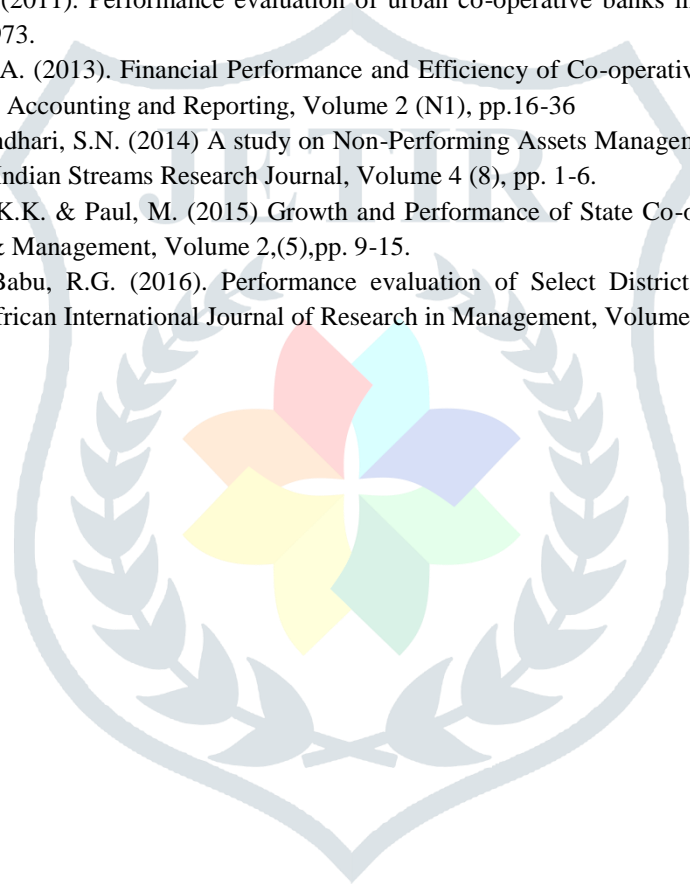 (2011). Performance evaluation of urban co-operative banks in
973.
A. (2013). Financial Performance and Efficiency of Co-operativ
Accounting and Reporting, Volume 2 (N1), pp.16-36
ndhari, S.N. (2014) A study on Non-Performing Assets Managem
Indian Streams Research Journal, Volume 4 (8), pp. 1-6.
K.K. & Paul, M. (2015) Growth and Performance of State Co-o
& Management, Volume 2,(5),pp. 9-15.
Babu, R.G. (2016). Performance evaluation of Select District
frican International Journal of Research in Management, Volume
JETIR